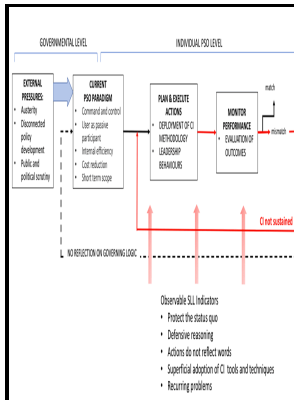 GOVERNMENTAL LEVEL
INDIVIDUAL PSO LEVEL
EXTERNAL
PRESSURES:
• Austerity
• Disconnected
policy
development
• Public and
political scrutiny
CURRENT
PSO PARADIGM
• Command and control
• User as passive
participant
• Internal efficiency
• Cost reduction
• Short term scope
PLAN & EXECUTE
ACTIONS
• DEPLOYMENT OF CI
METHODOLOGY
• LEADERSHIP
BEHAVIOURS
MONITOR
PERFORMANCE
• EVALUATION OF
OUTCOMES
match
mismatch
CI not sustained
NO REFLECTION ON GOVERNING LOGIC
Observable SLL Indicators
• Protect the status quo
• Defensive reasoning
• Actions do not reflect words
• Superficial adoption of CI tools and techniques
• Recurring problems